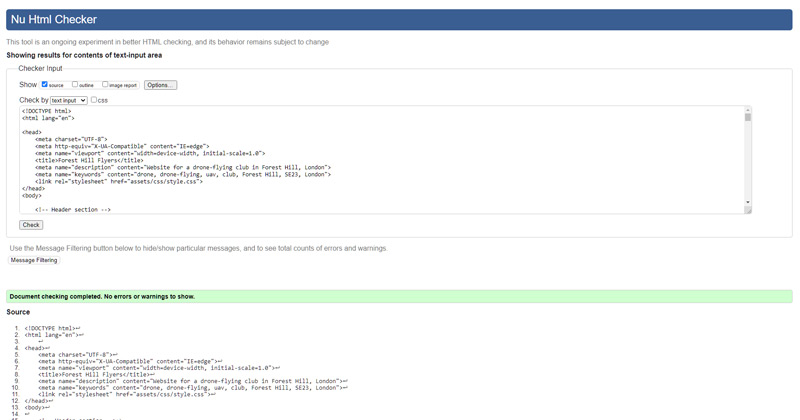 Nu Html Checker
This tool is an ongoing experiment in better HTML checking, and its behavior remains subject to change
Showing results for contents of text-input area
Checker Input
Show source outline image report Options...
Check by text input css
<!DOCTYPE html>
<html lang="en">
<head>
<meta charset="UTF-8">
<meta http-equiv="X-UA-Compatible" content="IE=edge">
<meta name="viewport" content="width=device-width, initial-scale=1.0">
<title>Forest Hill Flyers</title>
<meta name="description" content="Website for a drone-flying club in Forest Hill, London">
<meta name="keywords" content="drone, drone-flying, uav, club, Forest Hill, SE23, London">
<link rel="stylesheet" href="assets/css/style.css">
</head>
<body>
<!-- Header section -->
Check
Use the Message Filtering button below to hide/show particular messages, and to see total counts of errors and warnings.
Message Filtering
Document checking completed. No errors or warnings to show.
Source
1. <!DOCTYPE html>↩
2. <html lang="en">↩
3. ↩
4. <head>↩
5. <meta charset="UTF-8">↩
6. <meta http-equiv="X-UA-Compatible" content="IE=edge">↩
7. <meta name="viewport" content="width=device-width, initial-scale=1.0">↩
8. <title>Forest Hill Flyers</title>↩
9. <meta name="description" content="Website for a drone-flying club in Forest Hill, London">↩
10. <meta name="keywords" content="drone, drone-flying, uav, club, Forest Hill, SE23, London">↩
11. <link rel="stylesheet" href="assets/css/style.css">↩
12. </head>↩
13. <body>↩
14. ↩